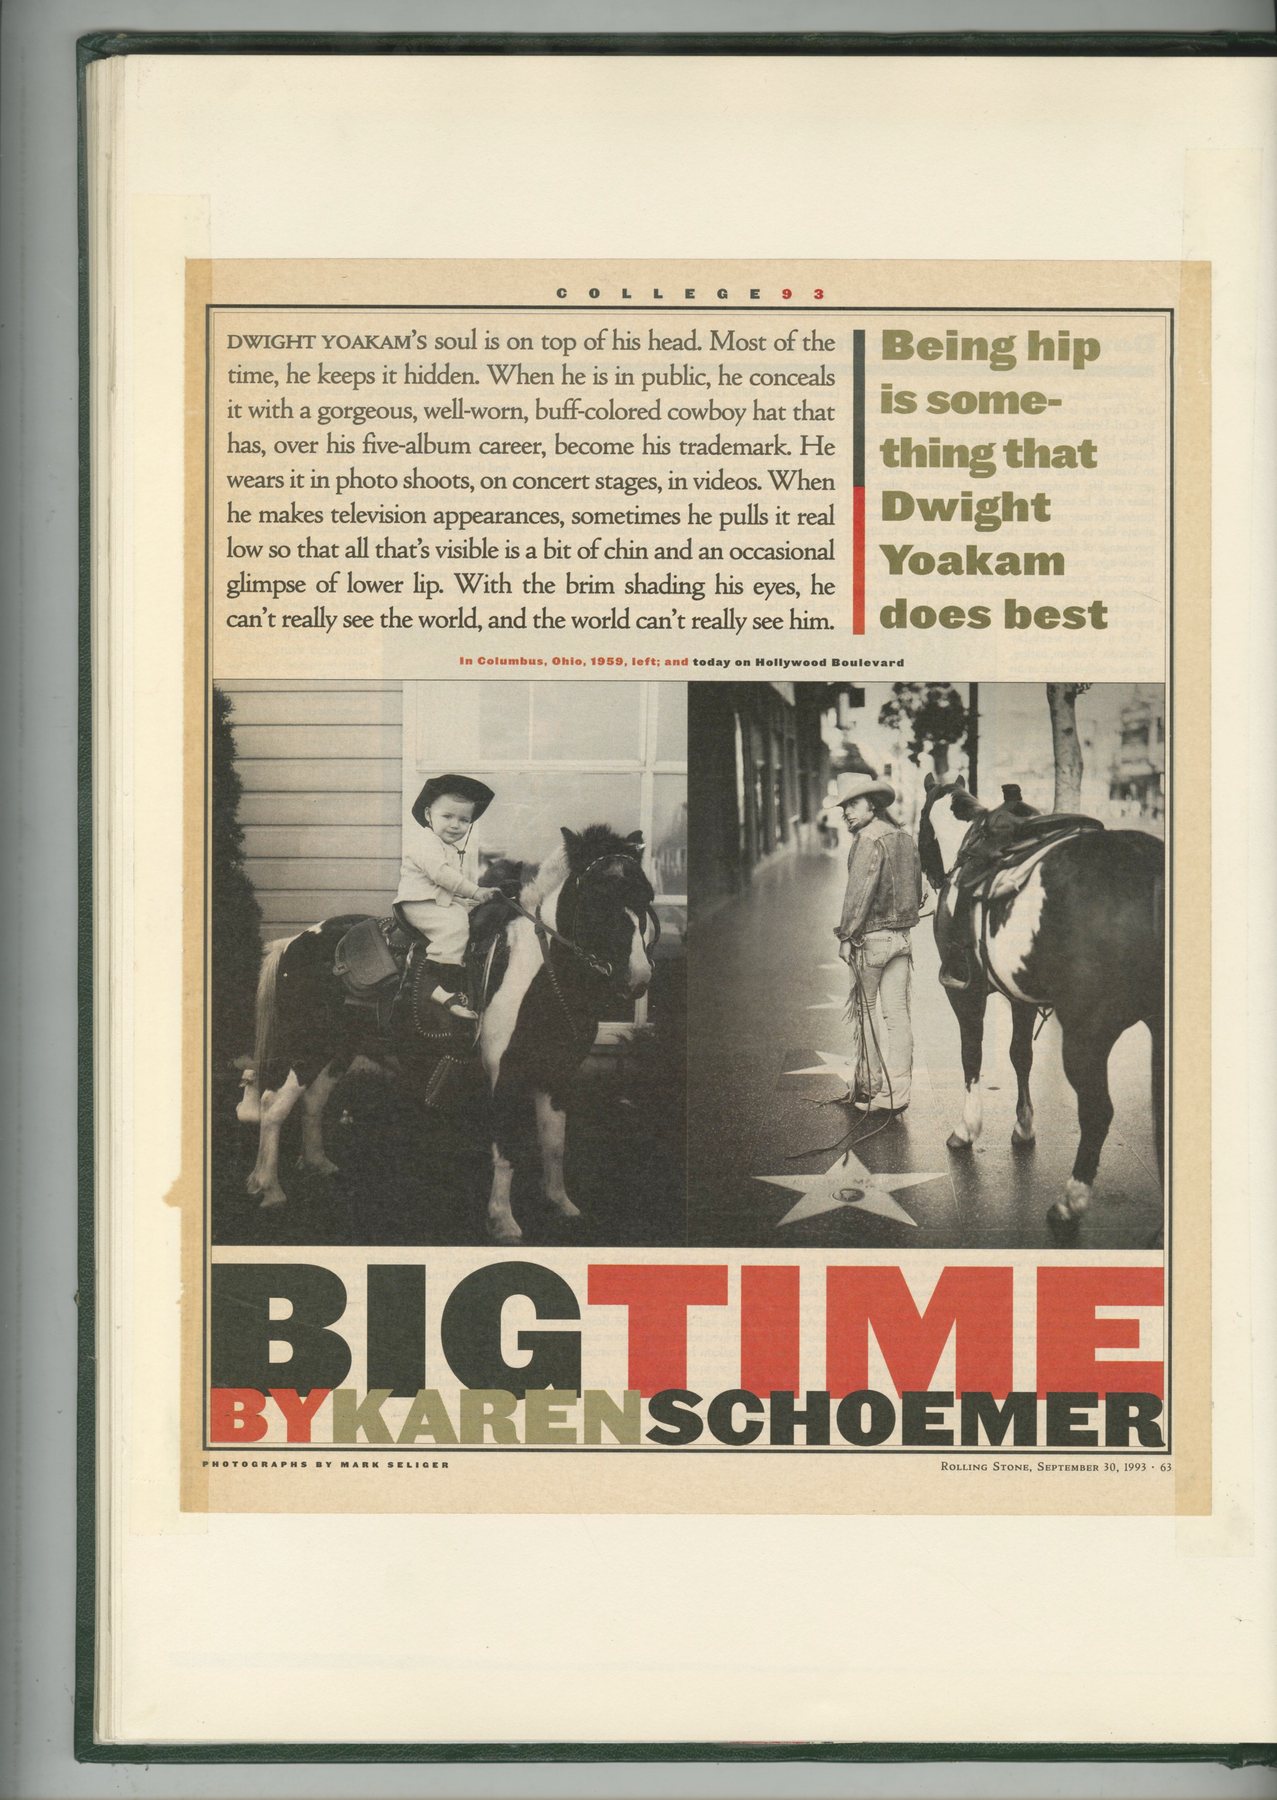 COLLEGE93
DWIGHT YOAKAM'S soul is on top of his head. Most of the
time, he keeps it hidden. When he is in public, he conceals
it with a gorgeous, well-worn, buff-colored cowboy hat that
has, over his five-album career, become his trademark. He
wears it in photo shoots, on concert stages, in videos. When
he makes television appearances, sometimes he pulls it real
low so that all that's visible is a bit of chin and an occasional
glimpse of lower lip. With the brim shading his eyes, he
can't really see the world, and the world can't really see him.
Being hip
is some-
thing that
Dwight
Yoakam
does best
In Columbus, Ohio, 1959, left; and today on Hollywood Boulevard
BIGTIME
BYKARENSCHOEMER
PHOTOGRAPHS BY MARK SELIGER
ROLLING STONE, SEPTEMBER 30, 1993 · 63